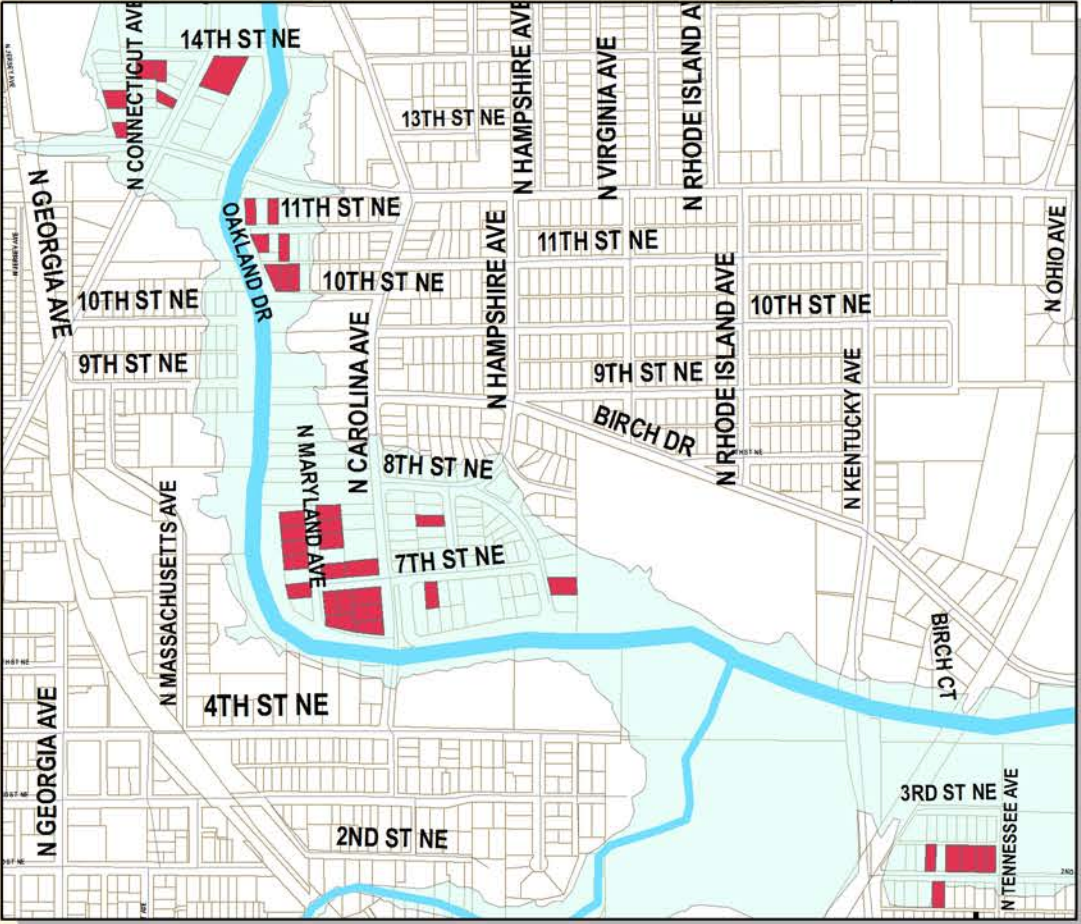 N CONNECTICUT AVE
14TH ST NE
N HAMPSHIRE AVE
N VIRGINIA AVE
N RHODE ISLAND AV
13TH ST NE
N GEORGIA AVE
OAKLAND DR
11TH ST NE
N HAMPSHIRE AVE
11TH ST NE
N OHIO AVE
10TH ST NE
10TH ST NE
N RHODE ISLAND AVE
10TH ST NE
9TH ST NE
N CAROLINA AVE
9TH ST NE
N KENTUCKY AVE
BIRCH DR
N MARYLAND AVE
8TH ST NE
N MASSACHUSETTS AVE
7TH ST NE
BIRCH CT
4TH ST NE
N GEORGIA AVE
3RD ST NE
N TENNESSEE AVE
2ND ST NE